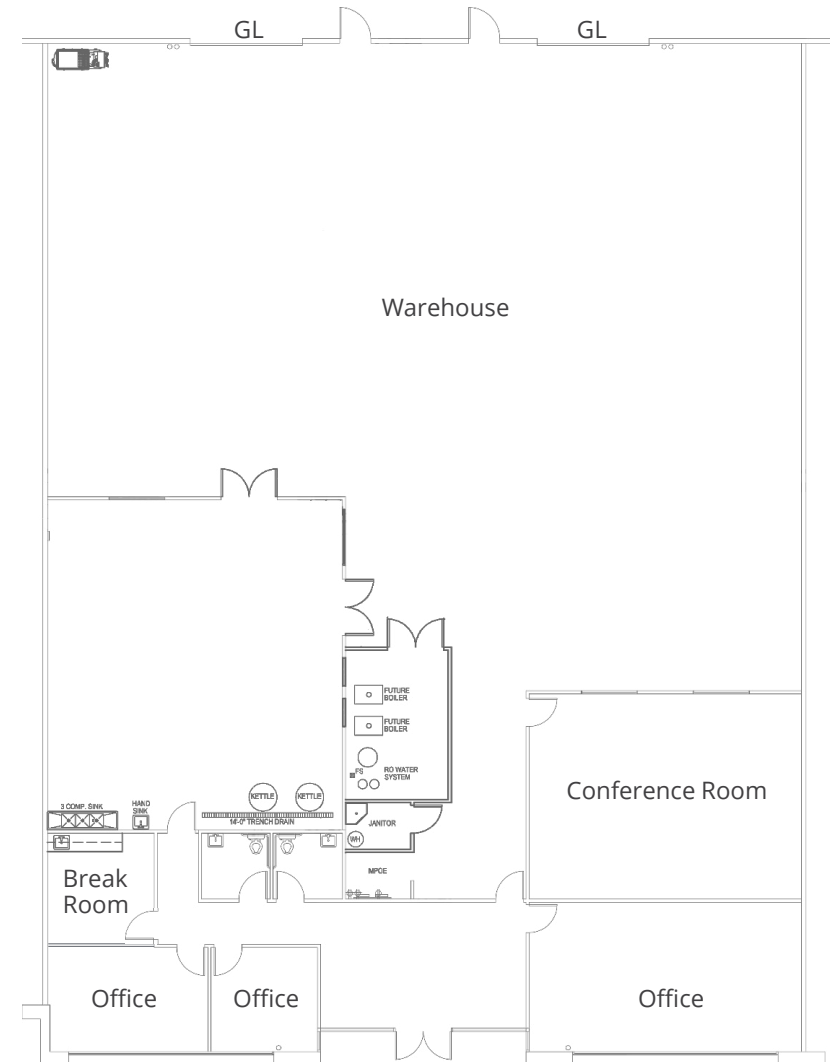 GL
GL
Warehouse
FUTURE
BOILER
FUTURE
BOILER
FS
RO WATER
SYSTEM
Conference Room
KETTLE
KETTLE
3 COMP. SINK
HAND
SINK
14'-0" TRENCH DRAIN
JANITOR
WH
MPOE
Break
Room
Office
Office
Office